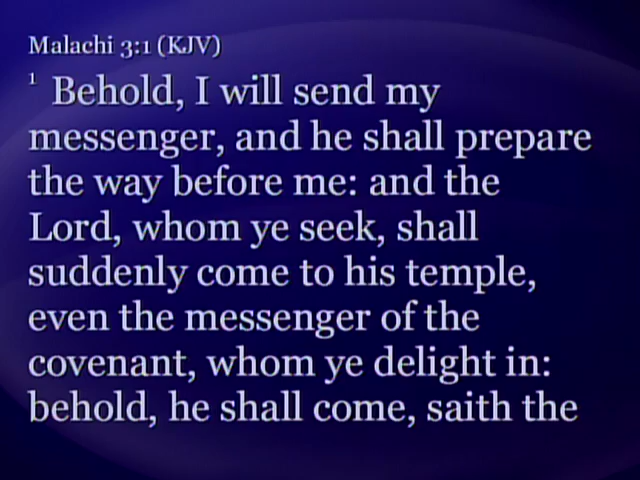 Malachi 3:1 (KJV)
1 Behold, I will send my
messenger, and he shall prepare
the way before me: and the
Lord, whom ye seek, shall
suddenly come to his temple,
even the messenger of the
covenant, whom ye delight in:
behold, he shall come, saith the